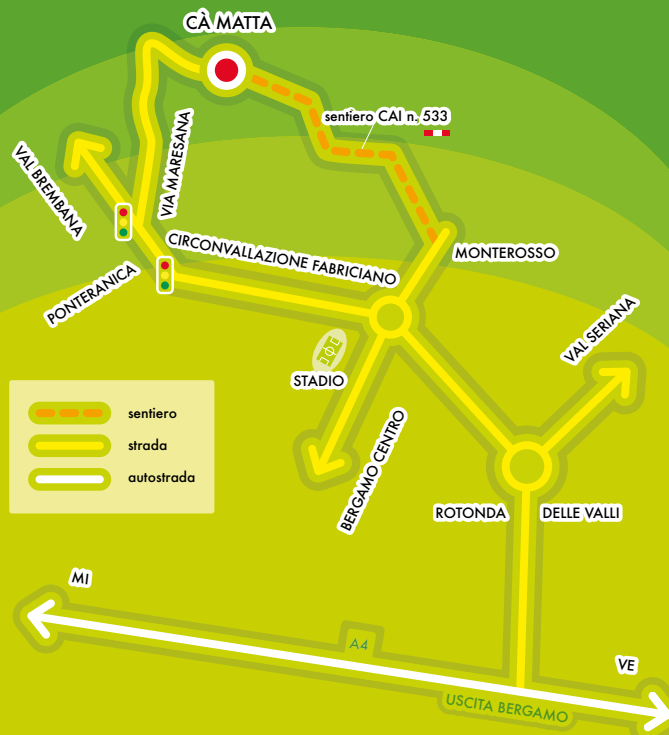 CÀ MATTA
sentiero CAI n. 533
VIA MARESANA
VAL BREMBANA
CIRCONVALLAZIONE FABRICIANO
MONTEROSSO
PONTERANICA
VAL SERIANA
STADIO
BERGAMO CENTRO
sentiero
strada
autostrada
ROTONDA DELLE VALLI
MI
A4
VE
USCITA BERGAMO